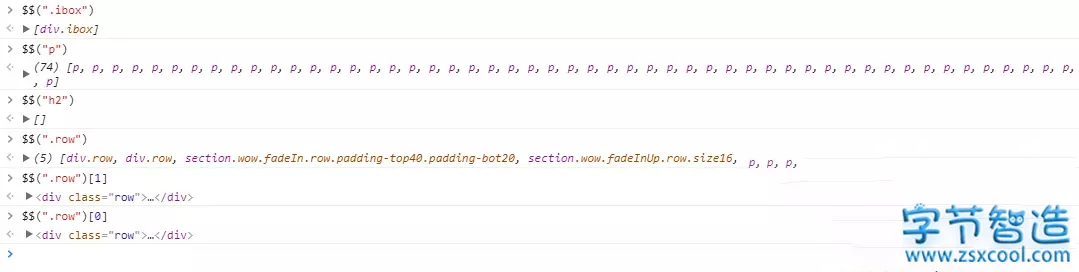 > $$(".ibox")
<· ▶[div.ibox]
> $$("p")
<· ▶(74) [p, p, p, p, p, p, p, p, p, p, p, p, p, p, p, p, p, p, p, p, p, p, p, p, p, p, p, p, p, p, p, p, p, p, p, p, p, p, p, p, p, p, p, p, p, p, p, p, p, p
, p]
> $$("h2")
<· []
> $$(".row")
<· ▶(5) [div.row, div.row, section.wow.fadeIn.row.padding-top40.padding-bot20, section.wow.fadeInUp.row.size16, p, p, p,
> $$(".row")[1]
<· ▶<div class="row">…</div>
> $$(".row")[0]
<· ▶<div class="row">…</div>
>
字节智造
www.zsxcool.com